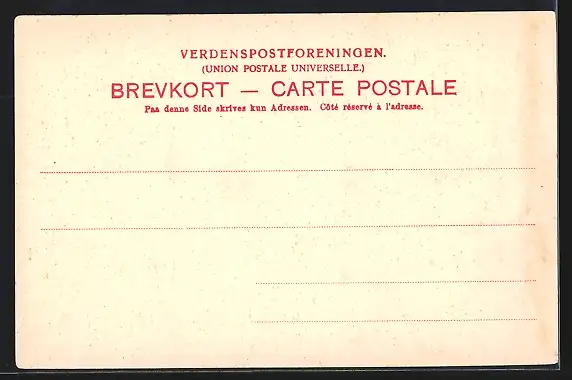 VERDENSPOSTFORENINGEN.
(UNION POSTALE UNIVERSELLE.)
BREVKORT — CARTE POSTALE
Paa denne Side skrives kun Adressen. Côté réservé à l'adresse.